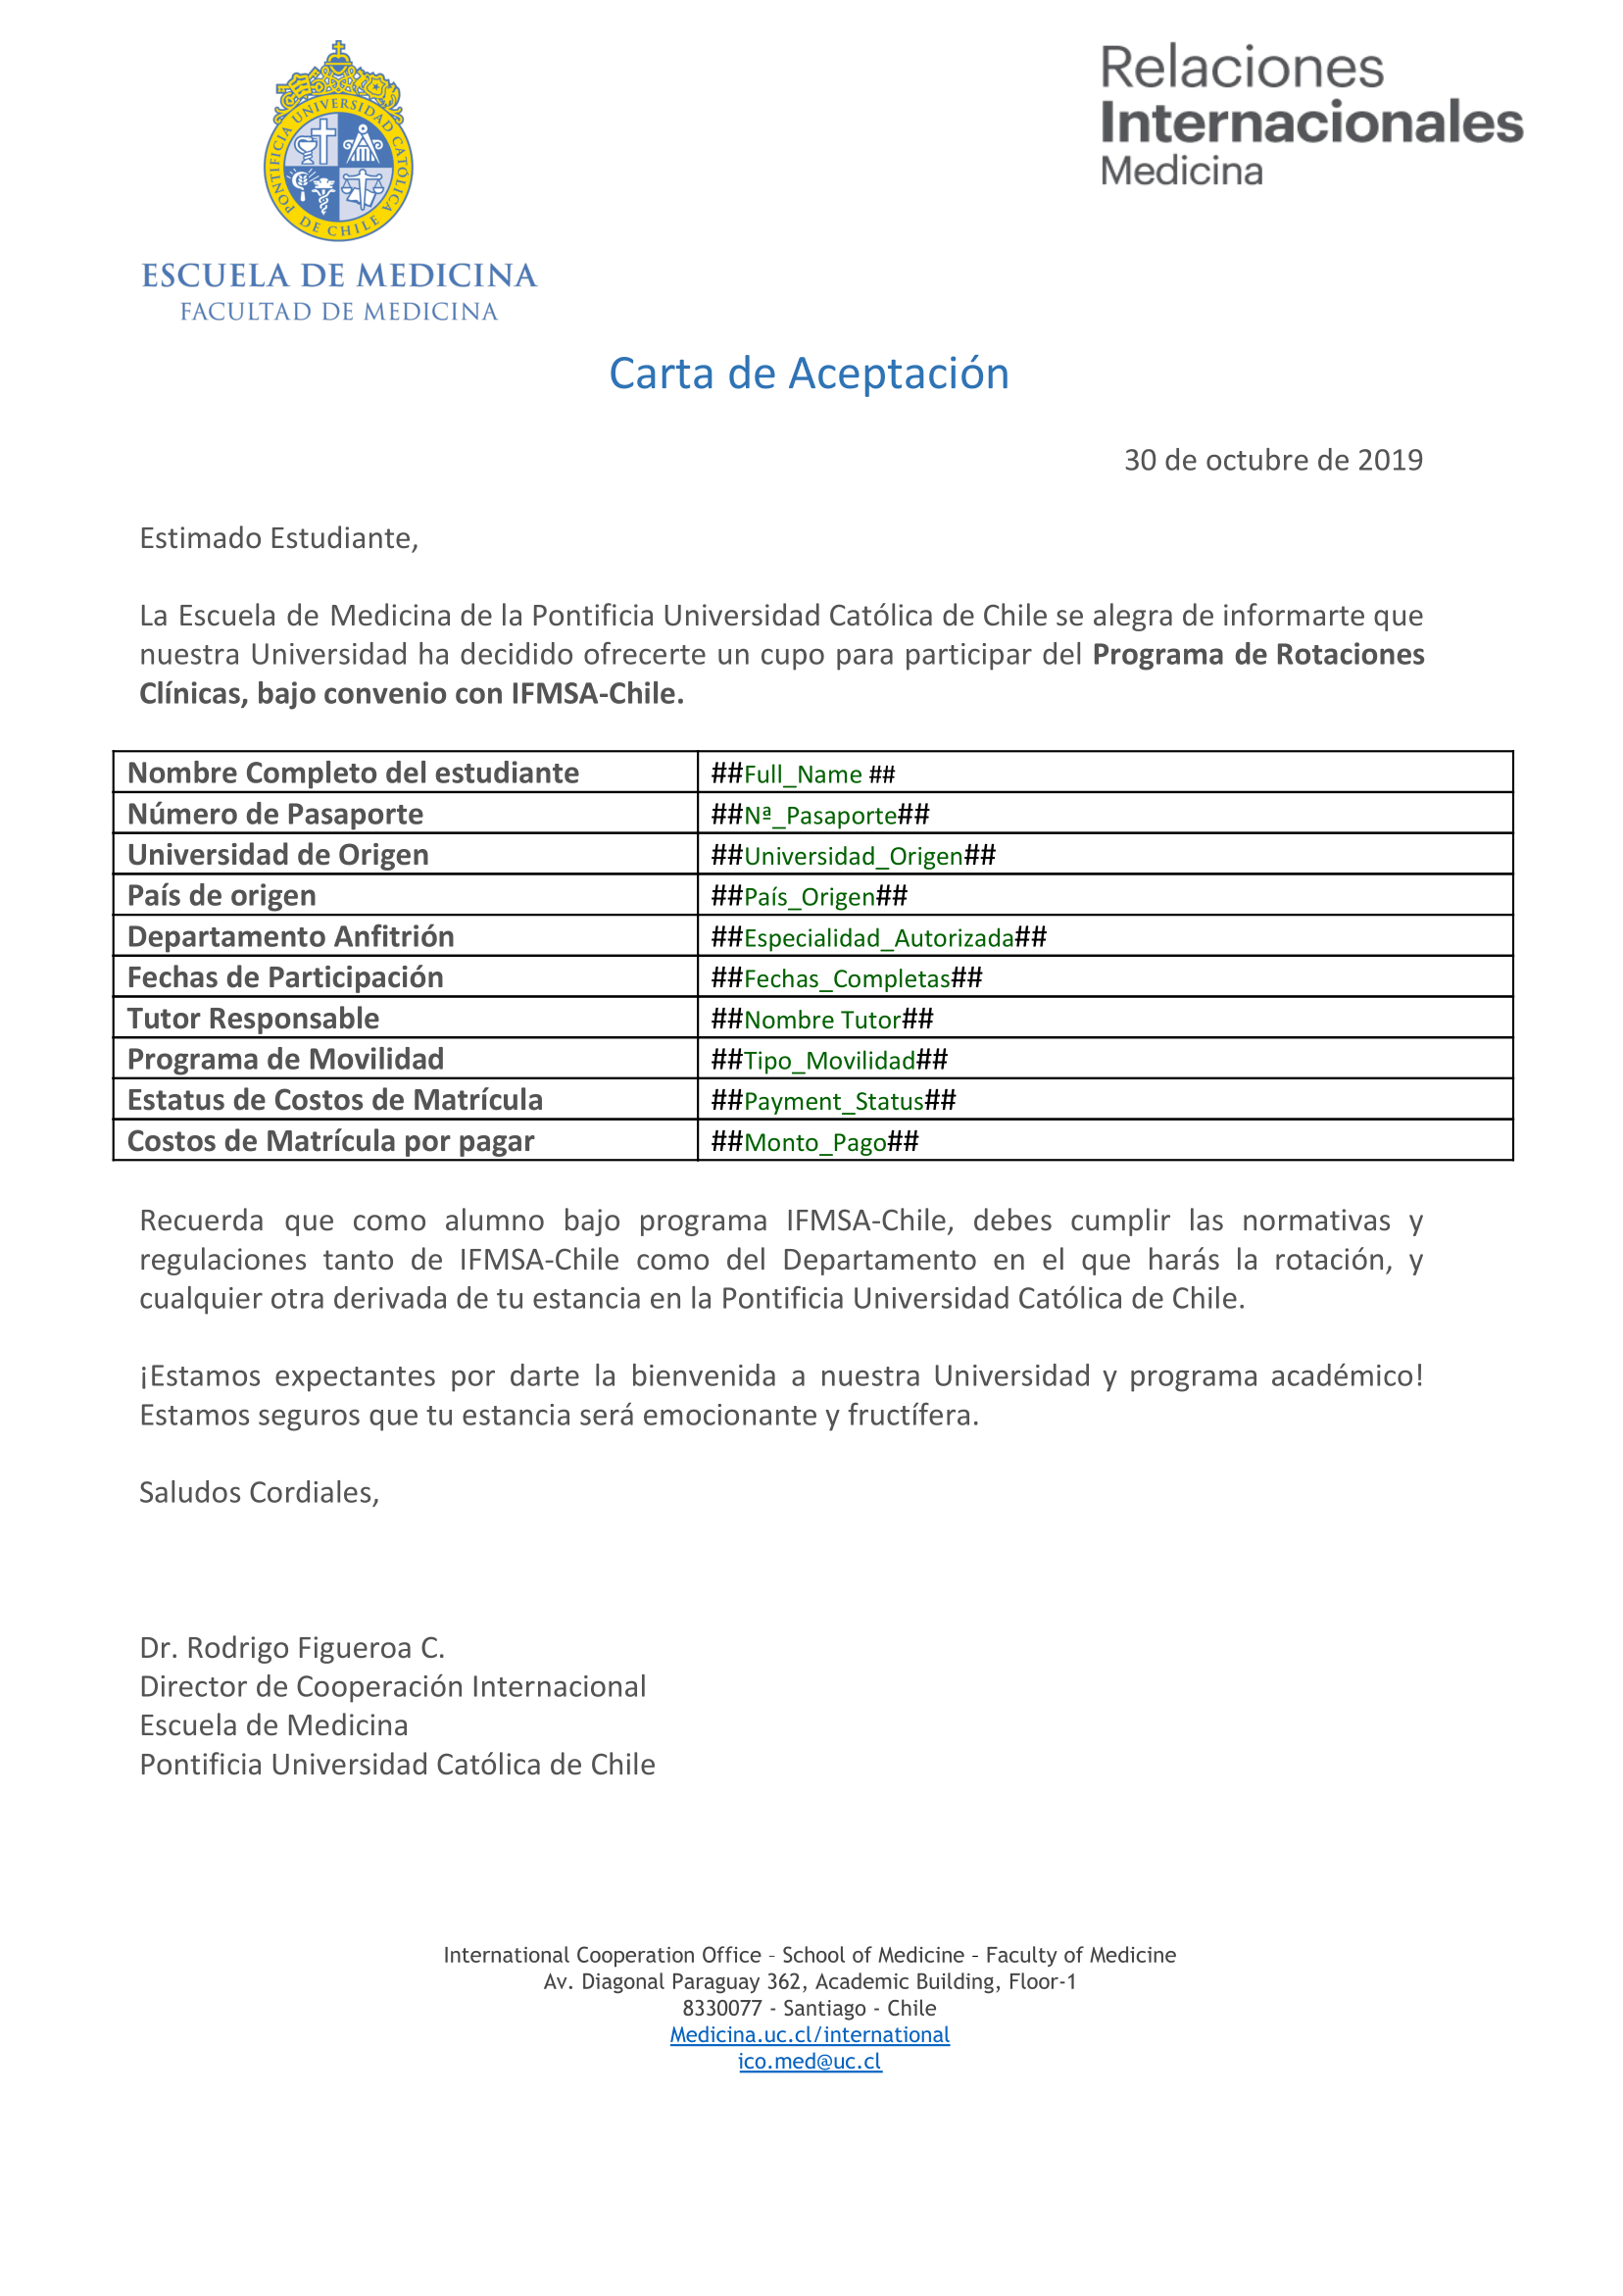 PONTIFICIA UNIVERSIDAD CATÓLICA DE CHILE
ESCUELA DE MEDICINA
FACULTAD DE MEDICINA
Relaciones
Internacionales
Medicina
Carta de Aceptación
30 de octubre de 2019
Estimado Estudiante,
La Escuela de Medicina de la Pontificia Universidad Católica de Chile se alegra de informarte que
nuestra Universidad ha decidido ofrecerte un cupo para participar del Programa de Rotaciones
Clínicas, bajo convenio con IFMSA-Chile.
Nombre Completo del estudiante ##Full_Name ##
Número de Pasaporte ##Nª_Pasaporte##
Universidad de Origen ##Universidad_Origen##
País de origen ##País_Origen##
Departamento Anfitrión ##Especialidad_Autorizada##
Fechas de Participación ##Fechas_Completas##
Tutor Responsable ##Nombre Tutor##
Programa de Movilidad ##Tipo_Movilidad##
Estatus de Costos de Matrícula ##Payment_Status##
Costos de Matrícula por pagar ##Monto_Pago##
Recuerda que como alumno bajo programa IFMSA-Chile, debes cumplir las normativas y
regulaciones tanto de IFMSA-Chile como del Departamento en el que harás la rotación, y
cualquier otra derivada de tu estancia en la Pontificia Universidad Católica de Chile.
¡Estamos expectantes por darte la bienvenida a nuestra Universidad y programa académico!
Estamos seguros que tu estancia será emocionante y fructífera.
Saludos Cordiales,
Dr. Rodrigo Figueroa C.
Director de Cooperación Internacional
Escuela de Medicina
Pontificia Universidad Católica de Chile
International Cooperation Office – School of Medicine – Faculty of Medicine
Av. Diagonal Paraguay 362, Academic Building, Floor-1
8330077 - Santiago - Chile
Medicina.uc.cl/international
ico.med@uc.cl